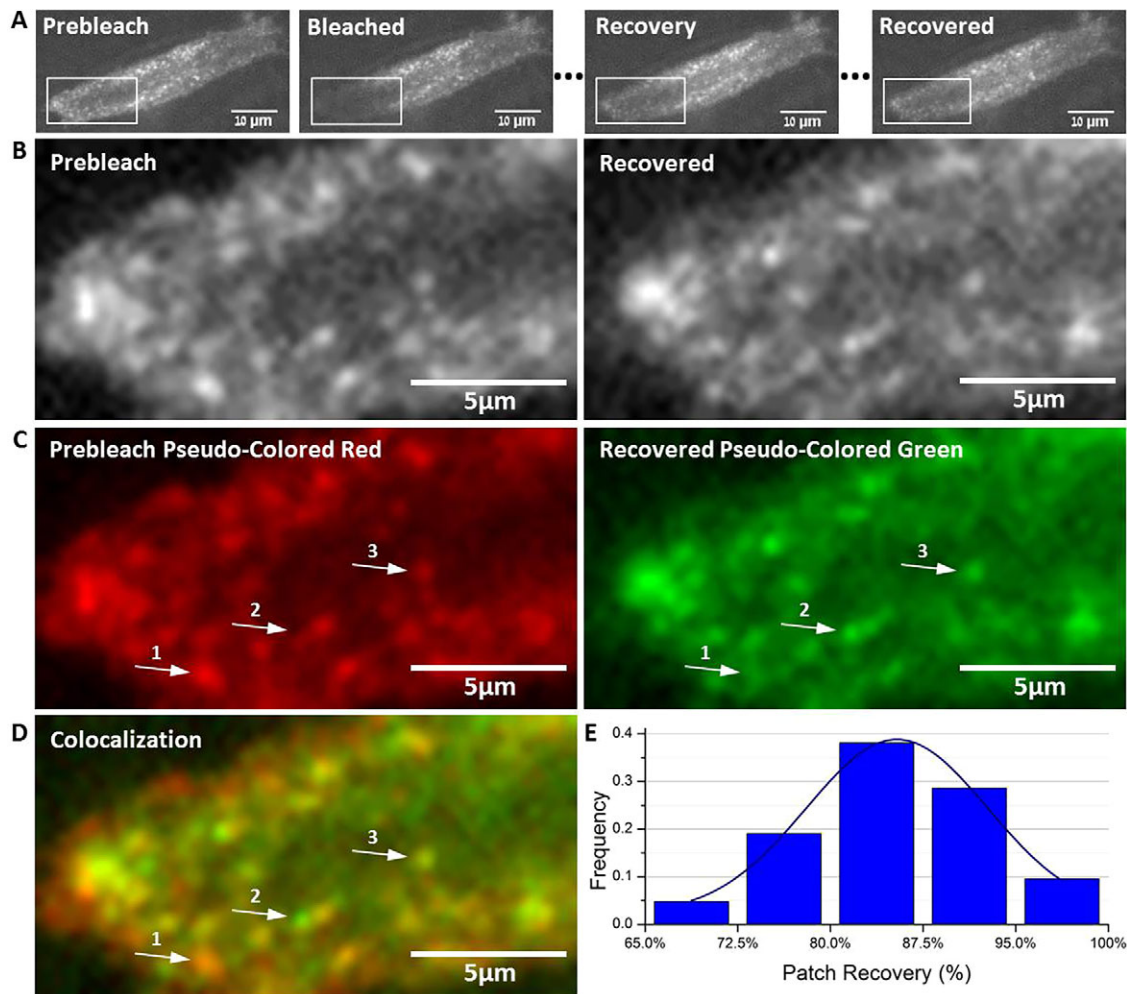 A
Prebleach
Bleached
Recovery
Recovered
10 µm
10 µm
10 µm
10 µm
B
Prebleach
Recovered
5µm
5µm
C
Prebleach Pseudo-Colored Red
Recovered Pseudo-Colored Green
3
3
2
2
1
1
5µm
5µm
D
Colocalization
3
2
1
5µm
E
0.4
0.3
0.2
0.1
0.0
Frequency
65.0% 72.5% 80.0% 87.5% 95.0% 100%
Patch Recovery (%)